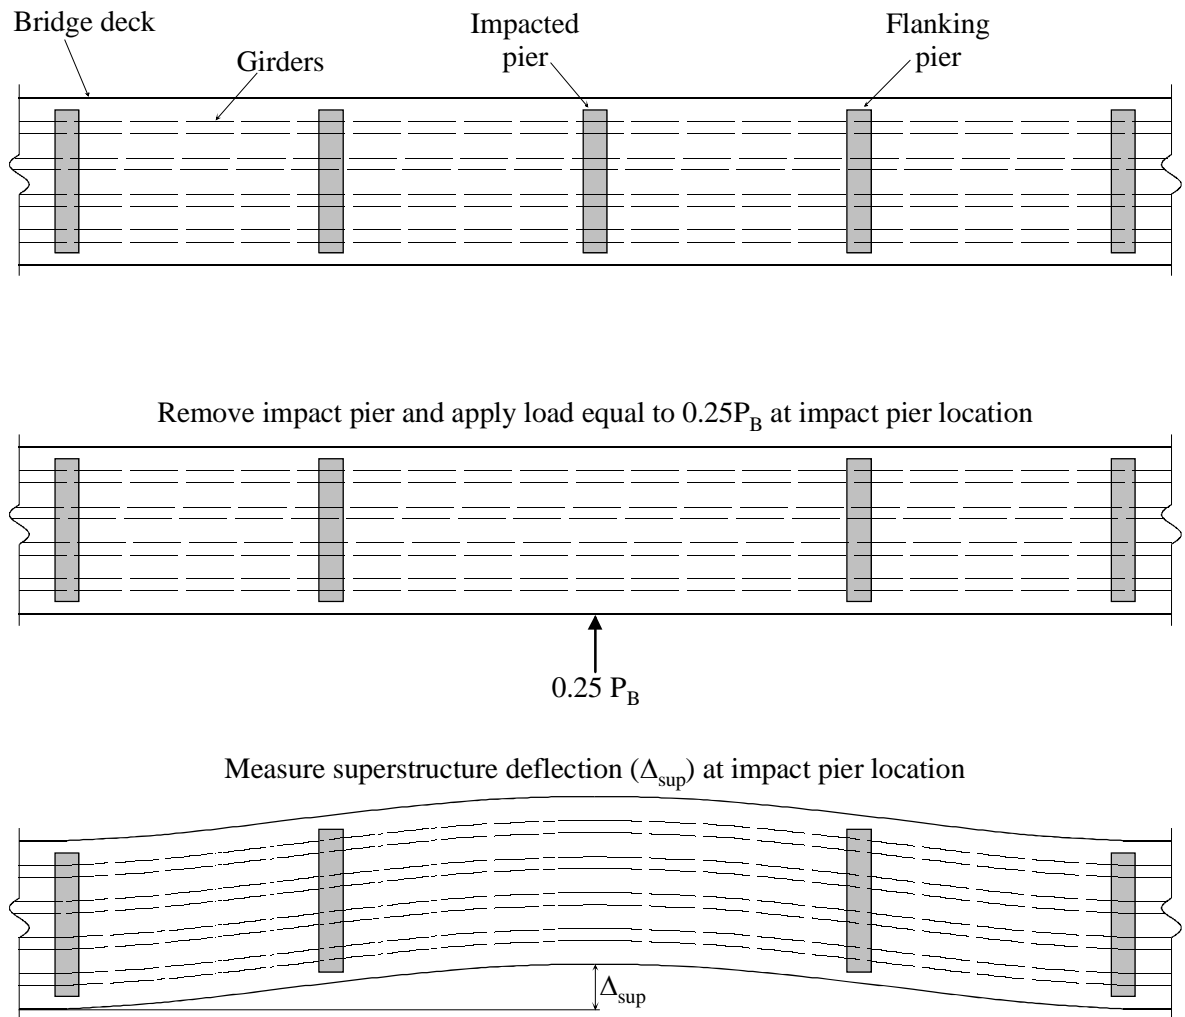 Bridge deck
Girders
Impacted
pier
Flanking
pier
Remove impact pier and apply load equal to 0.25P_B at impact pier location
0.25 P_B
Measure superstructure deflection (Δ_sup) at impact pier location
Δ_sup